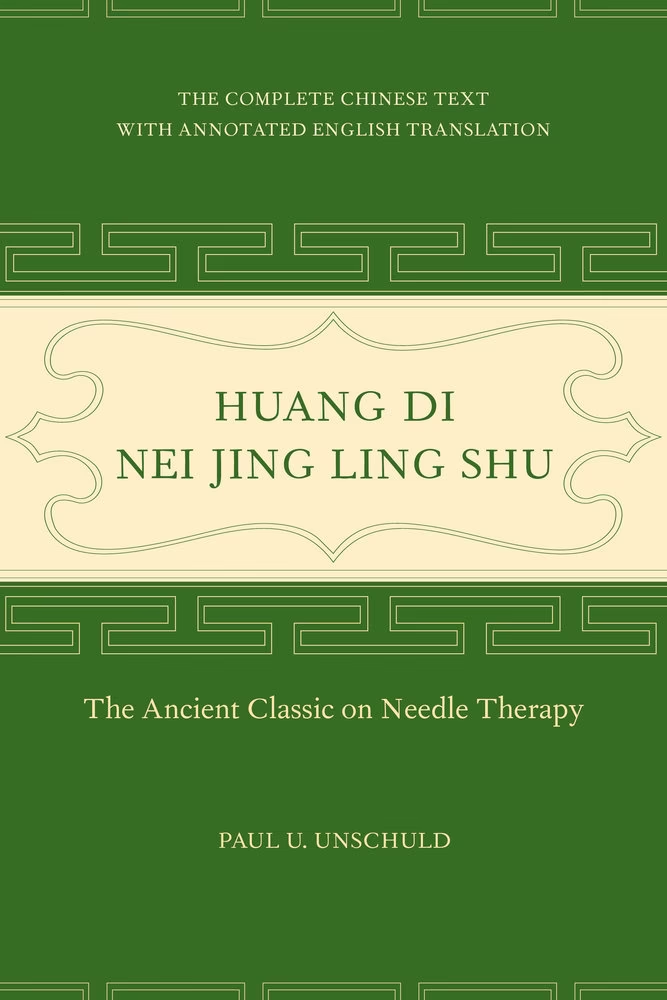 THE COMPLETE CHINESE TEXT
WITH ANNOTATED ENGLISH TRANSLATION
HUANG DI
NEI JING LING SHU
The Ancient Classic on Needle Therapy
PAUL U. UNSCHULD